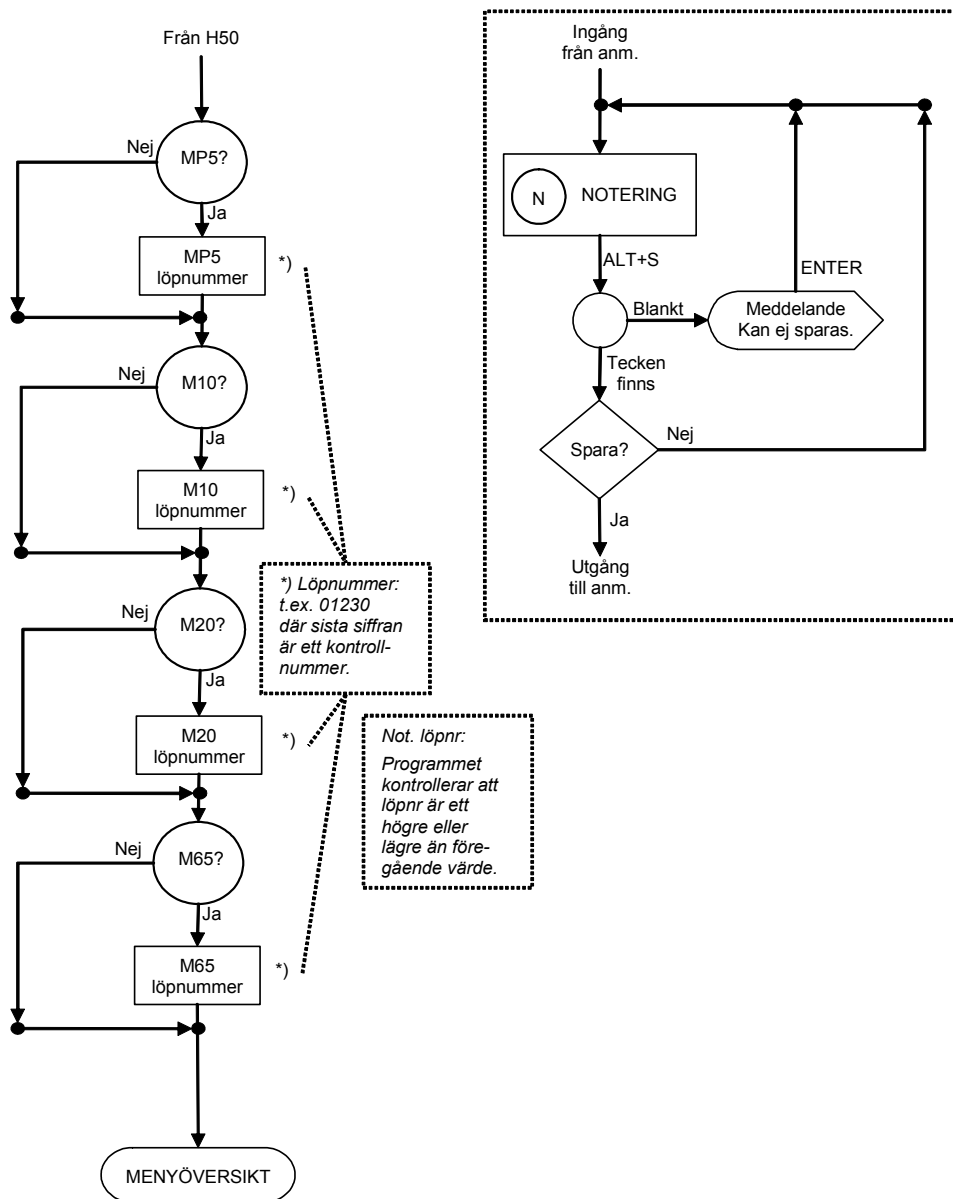 Från H50
Nej
MP5?
Ja
MP5
löpnummer
*)
Nej
M10?
Ja
M10
löpnummer
*)
*) Löpnummer:
t.ex. 01230
där sista siffran
är ett kontroll-
nummer.
Nej
M20?
Ja
M20
löpnummer
*)
Not. löpnr:
Programmet
kontrollerar att
löpnr är ett
högre eller
lägre än före-
gående värde.
Nej
M65?
Ja
M65
löpnummer
*)
MENYÖVERSIKT
Ingång
från anm.
N
NOTERING
ALT+S
ENTER
Blankt
Meddelande
Kan ej sparas.
Tecken
finns
Spara?
Nej
Ja
Utgång
till anm.